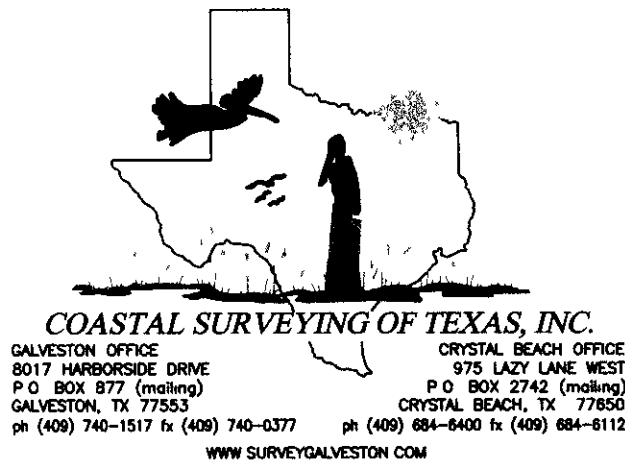 COASTAL SURVEYING OF TEXAS, INC.
GALVESTON OFFICE
8017 HARBORSIDE DRIVE
P O BOX 877 (mailing)
GALVESTON, TX 77553
ph (409) 740-1517 fx (409) 740-0377
CRYSTAL BEACH OFFICE
975 LAZY LANE WEST
P O BOX 2742 (mailing)
CRYSTAL BEACH, TX 77650
ph (409) 684-6400 fx (409) 684-6112
WWW SURVEYGALVESTON COM